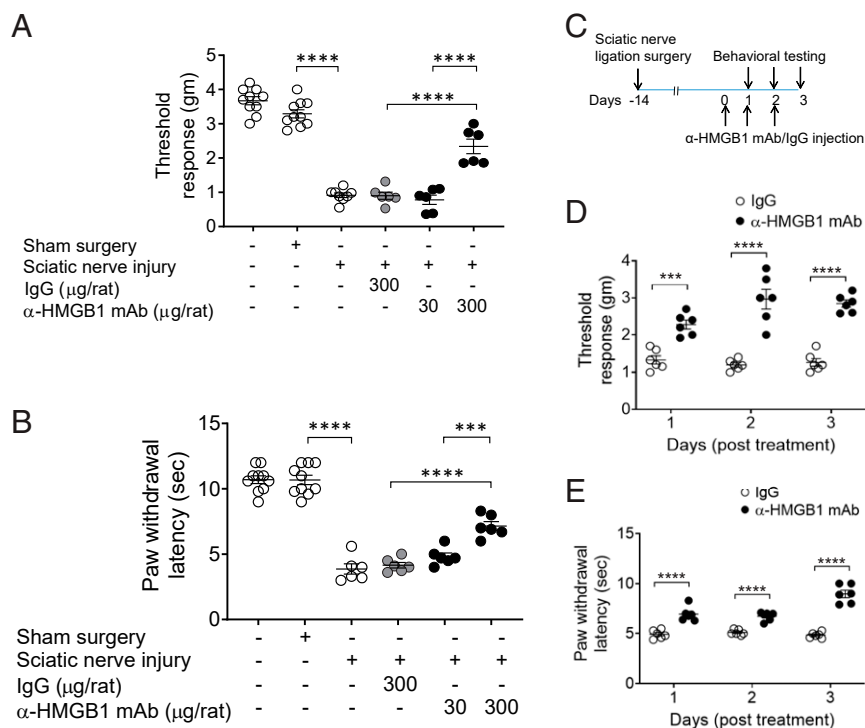 A
****
****
****
5
4
3
2
1
0
Threshold
response (gm)
Sham surgery - + - - - -
Sciatic nerve injury - - + + + +
IgG (μg/rat) - - - 300 - -
α-HMGB1 mAb (μg/rat) - - - - 30 300
B
****
***
****
15
10
5
0
Paw withdrawal
latency (sec)
Sham surgery - + - - - -
Sciatic nerve injury - - + + + +
IgG (μg/rat) - - - 300 - -
α-HMGB1 mAb (μg/rat) - - - - 30 300
C
Sciatic nerve
ligation surgery
Behavioral testing
Days -14 0 1 2 3
α-HMGB1 mAb/IgG injection
D
IgG
α-HMGB1 mAb
*** **** ****
5
4
3
2
1
0
Threshold
response (gm)
1 2 3
Days (post treatment)
E
IgG
α-HMGB1 mAb
**** **** ****
15
10
5
0
Paw withdrawal
latency (sec)
1 2 3
Days (post treatment)